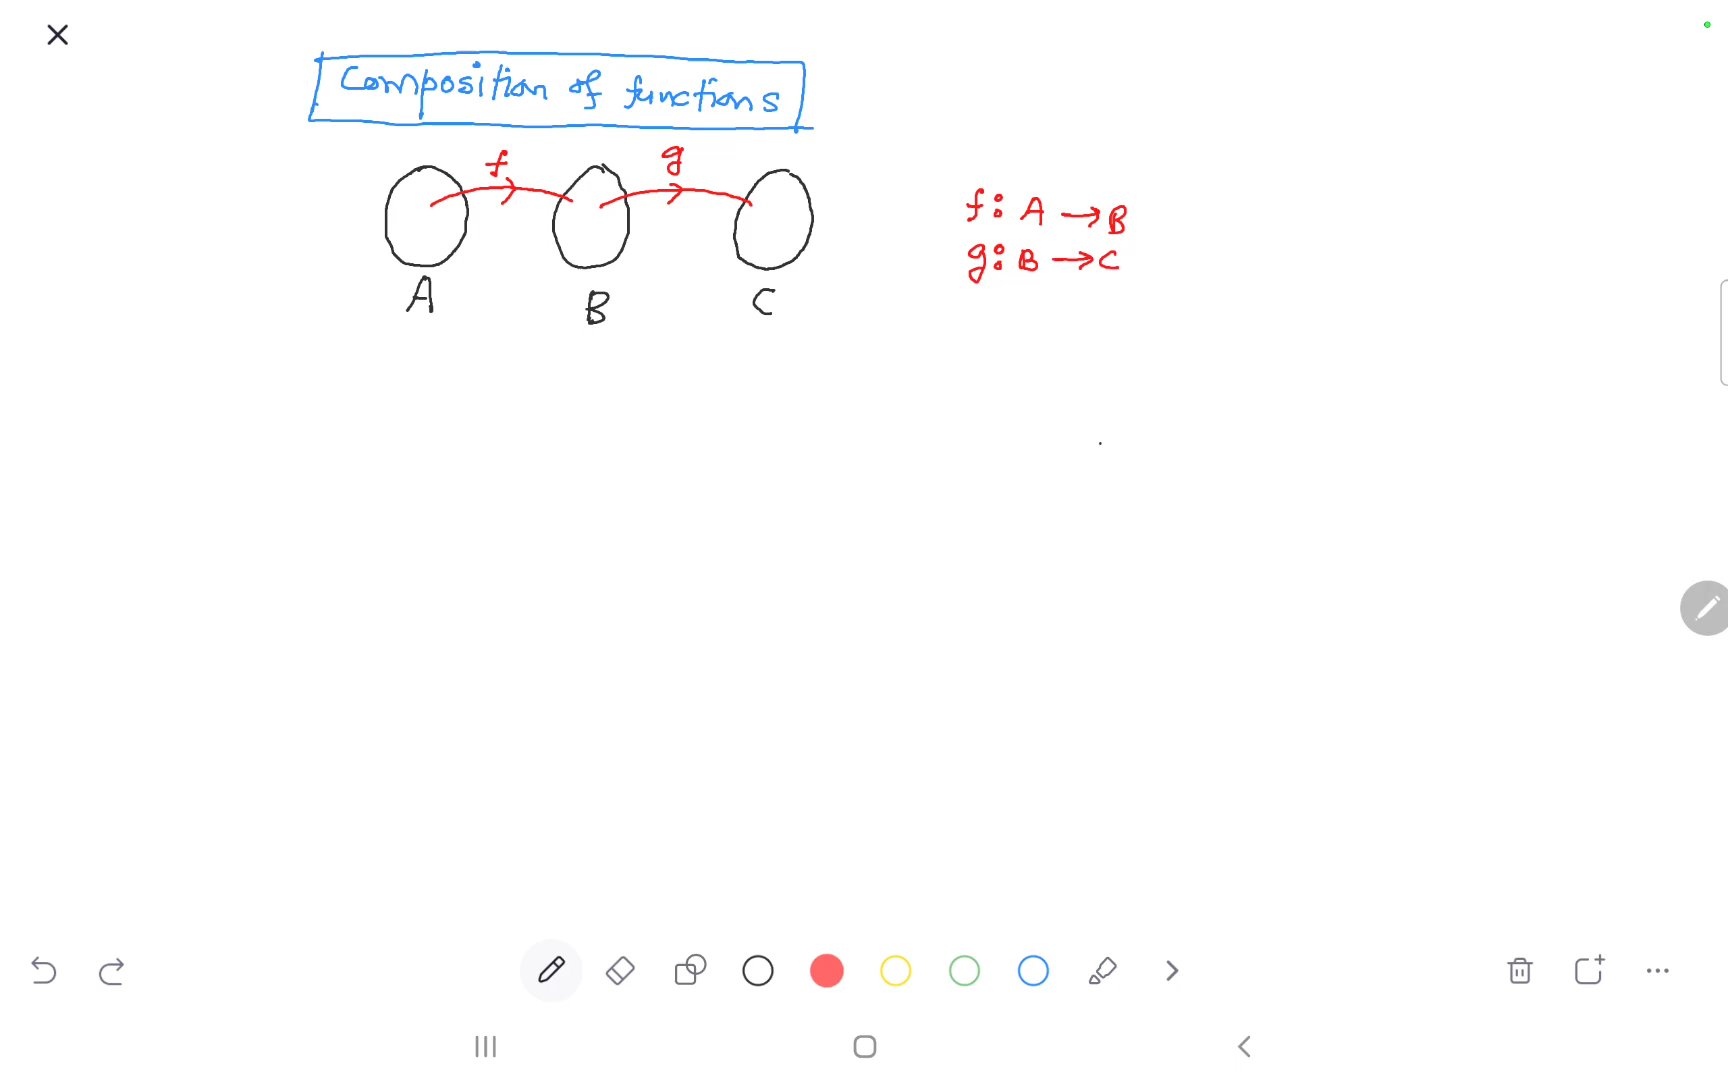 Composition of functions
f g
f: A → B
g: B → C
A B C